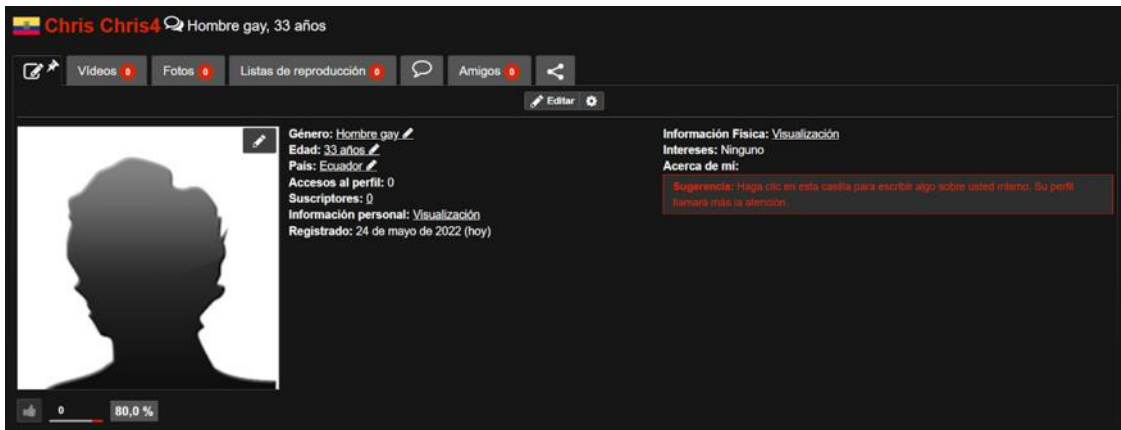 Chris Chris4 Hombre gay, 33 años
Vídeos 0 Fotos 0 Listas de reproducción 0 Amigos 0
Editar
Género: Hombre gay
Edad: 33 años
País: Ecuador
Accesos al perfil: 0
Suscriptores: 0
Información personal: Visualización
Registrado: 24 de mayo de 2022 (hoy)
Información Física: Visualización
Intereses: Ninguno
Acerca de mí:
Sugerencia: Haga clic en esta casilla para escribir algo sobre usted mismo. Su perfil
llamará más la atención.
0 80,0 %